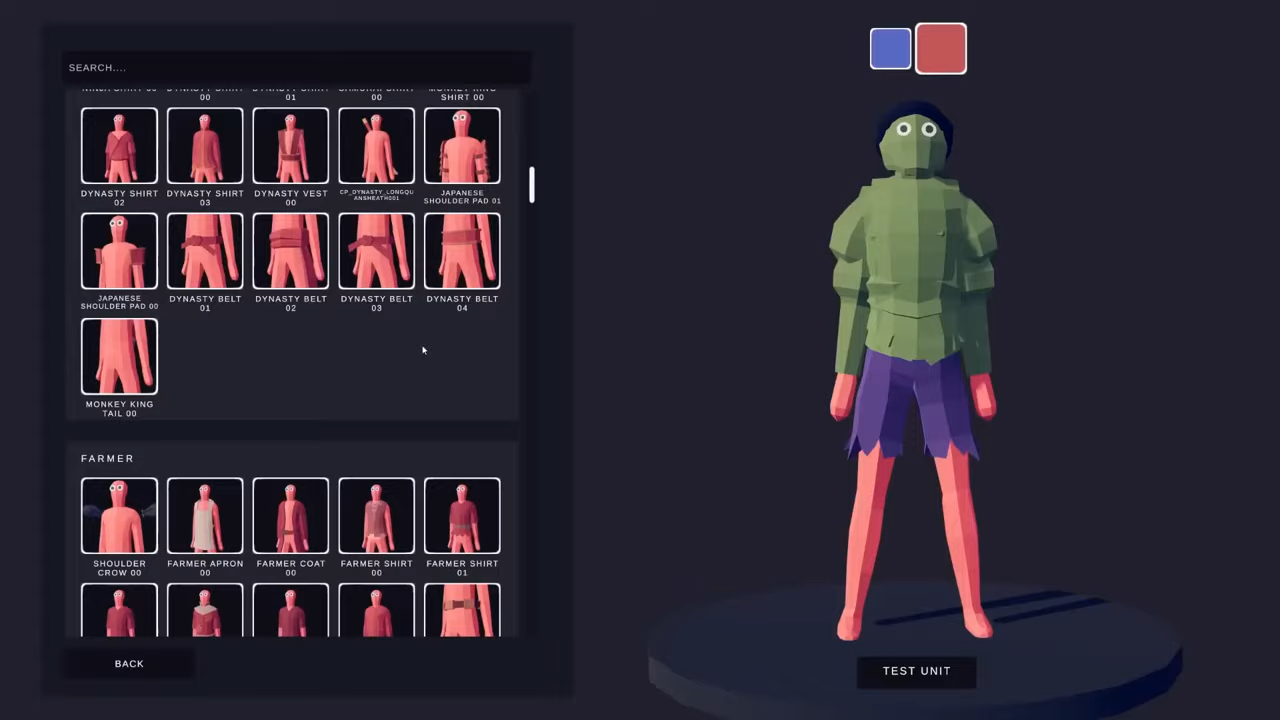 SEARCH....
00
01
00
SHIRT 00
DYNASTY SHIRT
02
DYNASTY SHIRT
03
DYNASTY VEST
00
CP_DYNASTY_LONGQU
ANSHEATH001
JAPANESE
SHOULDER PAD 01
JAPANESE
SHOULDER PAD 00
DYNASTY BELT
01
DYNASTY BELT
02
DYNASTY BELT
03
DYNASTY BELT
04
MONKEY KING
TAIL 00
FARMER
SHOULDER
CROW 00
FARMER APRON
00
FARMER COAT
00
FARMER SHIRT
00
FARMER SHIRT
01
BACK
TEST UNIT